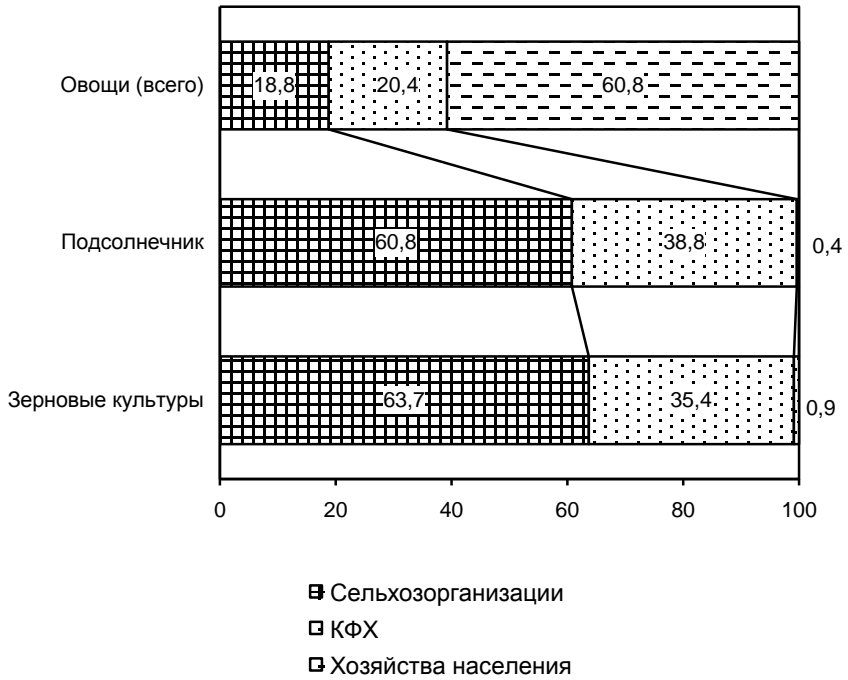 Овощи (всего)
18,8
20,4
60,8
Подсолнечник
60,8
38,8
0,4
Зерновые культуры
63,7
35,4
0,9
0 20 40 60 80 100
Сельхозорганизации
КФХ
Хозяйства населения